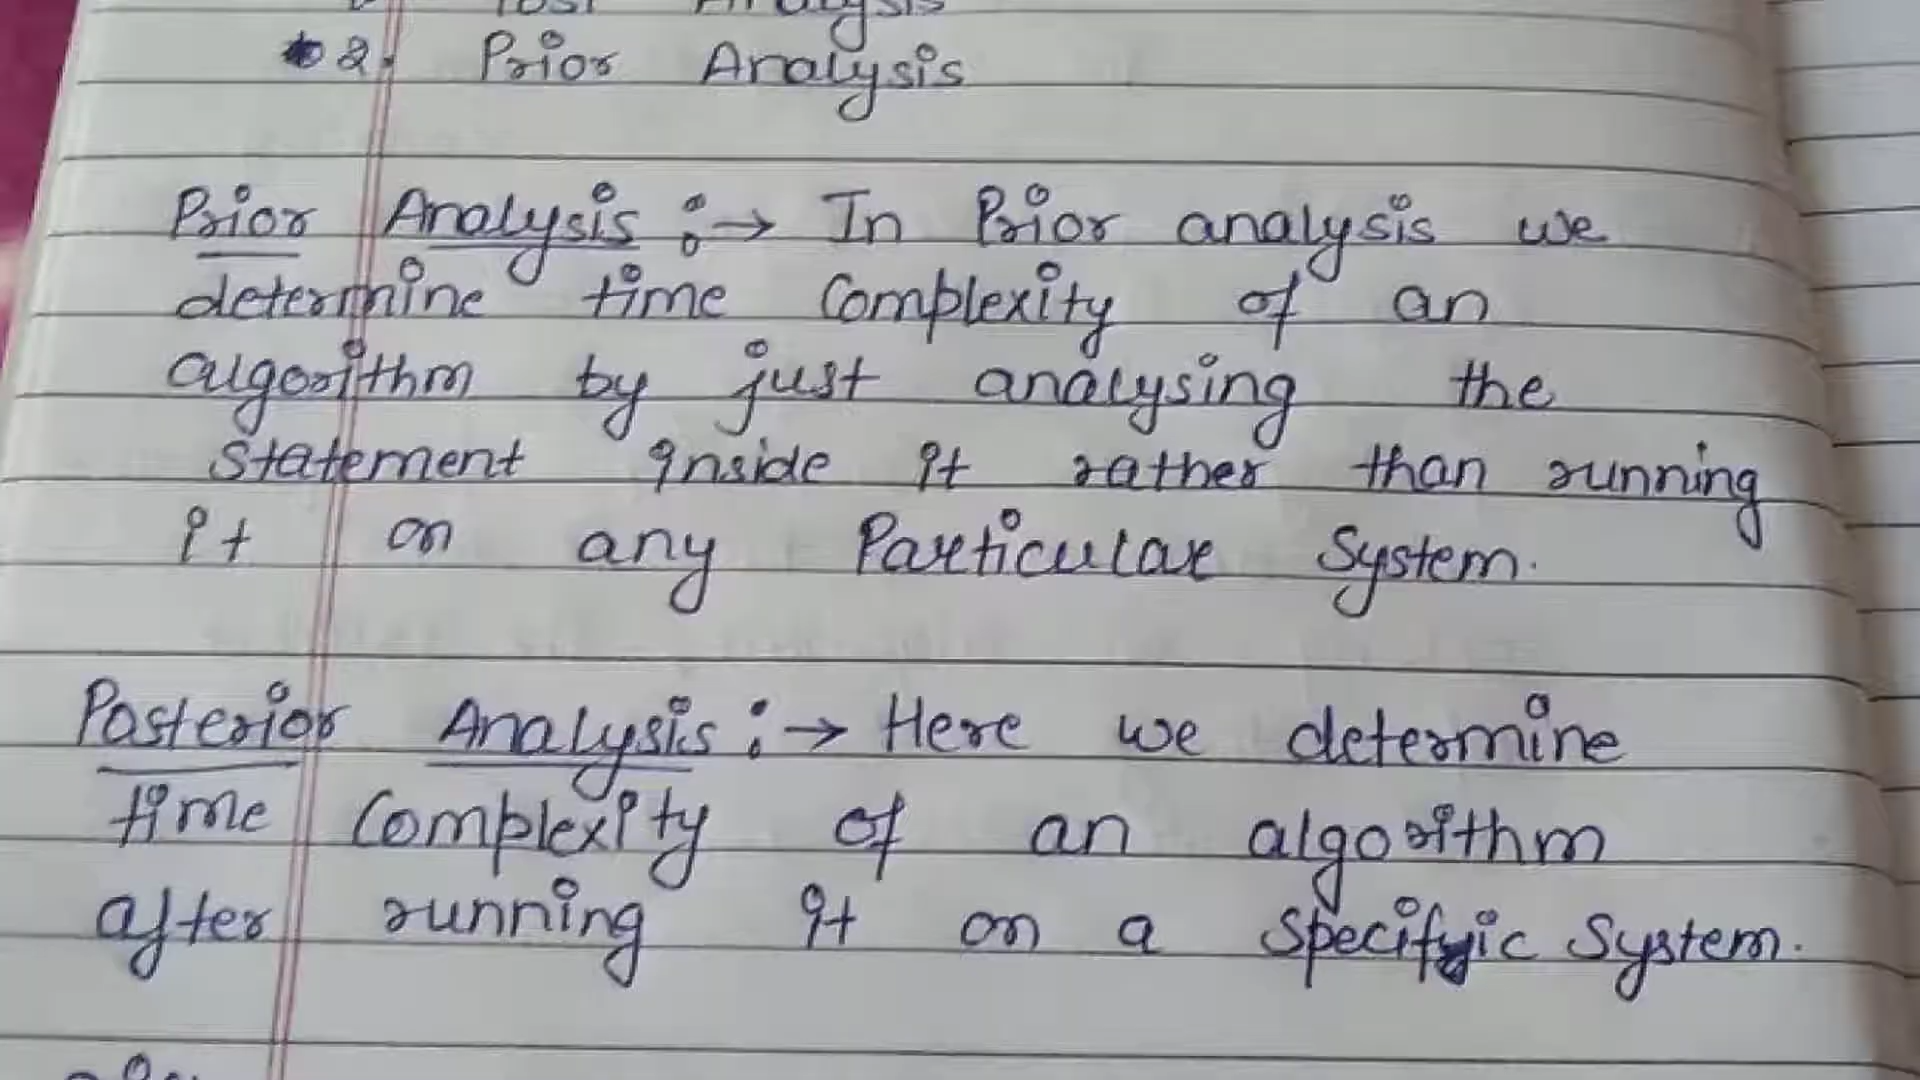 Analysis
2. Prior Analysis
Prior Analysis :→ In Prior analysis we
determine time Complexity of an
algorithm by just analysing the
statement inside it rather than running
it on any Particular System.
Posterior Analysis :→ Here we determine
time Complexity of an algorithm
after running it on a Specific System.